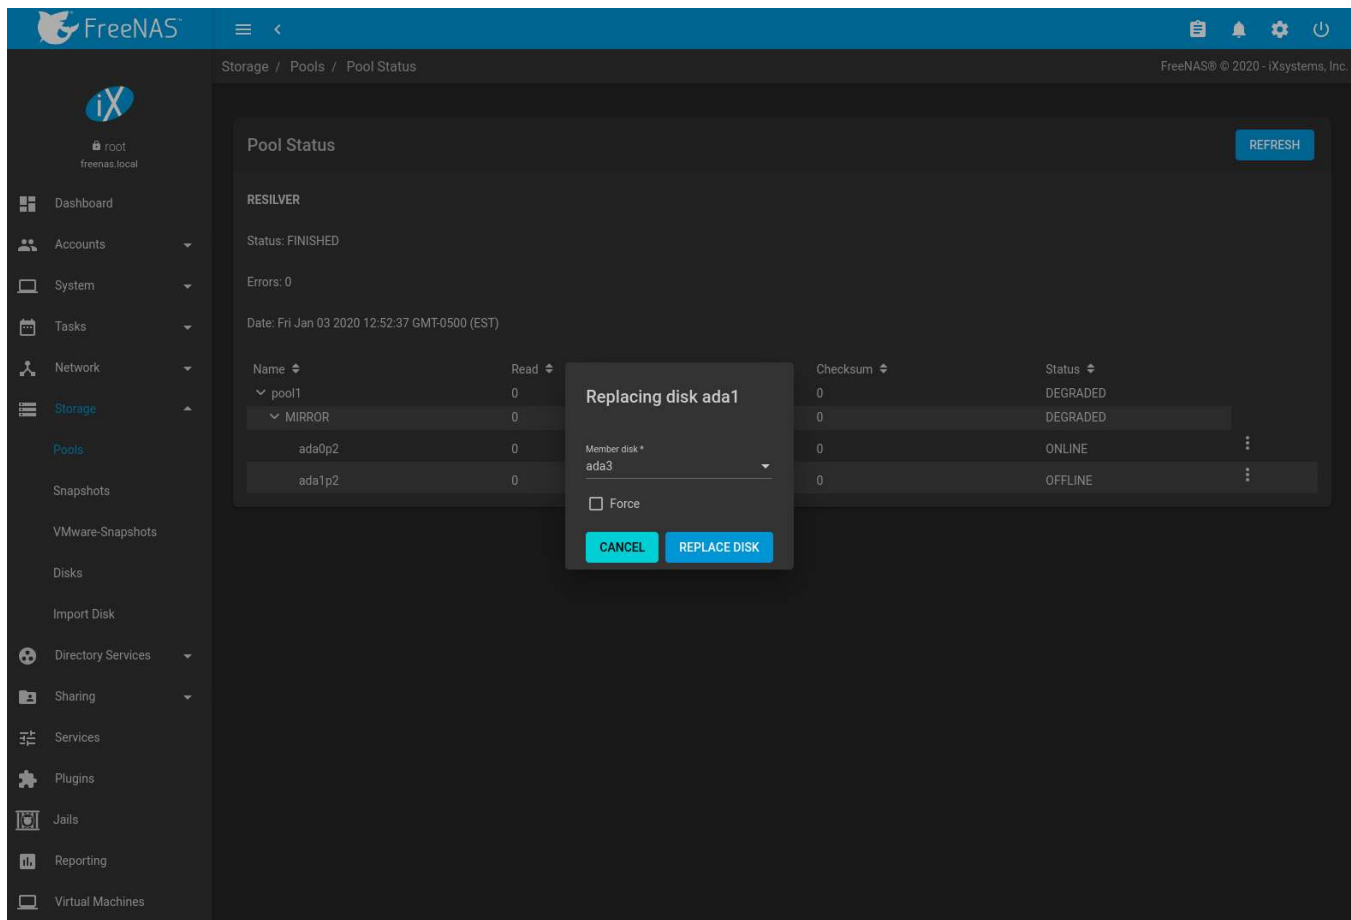 FreeNAS
Storage / Pools / Pool Status
FreeNAS® © 2020 - iXsystems, Inc.
iX
root
freenas.local
Dashboard
Accounts
System
Tasks
Network
Storage
Pools
Snapshots
VMware-Snapshots
Disks
Import Disk
Directory Services
Sharing
Services
Plugins
Jails
Reporting
Virtual Machines
Pool Status
REFRESH
RESILVER
Status: FINISHED
Errors: 0
Date: Fri Jan 03 2020 12:52:37 GMT-0500 (EST)
Name Read Checksum Status
pool1 0 0 DEGRADED
MIRROR 0 0 DEGRADED
ada0p2 0 0 ONLINE
ada1p2 0 0 OFFLINE
Replacing disk ada1
Member disk *
ada3
Force
CANCEL REPLACE DISK